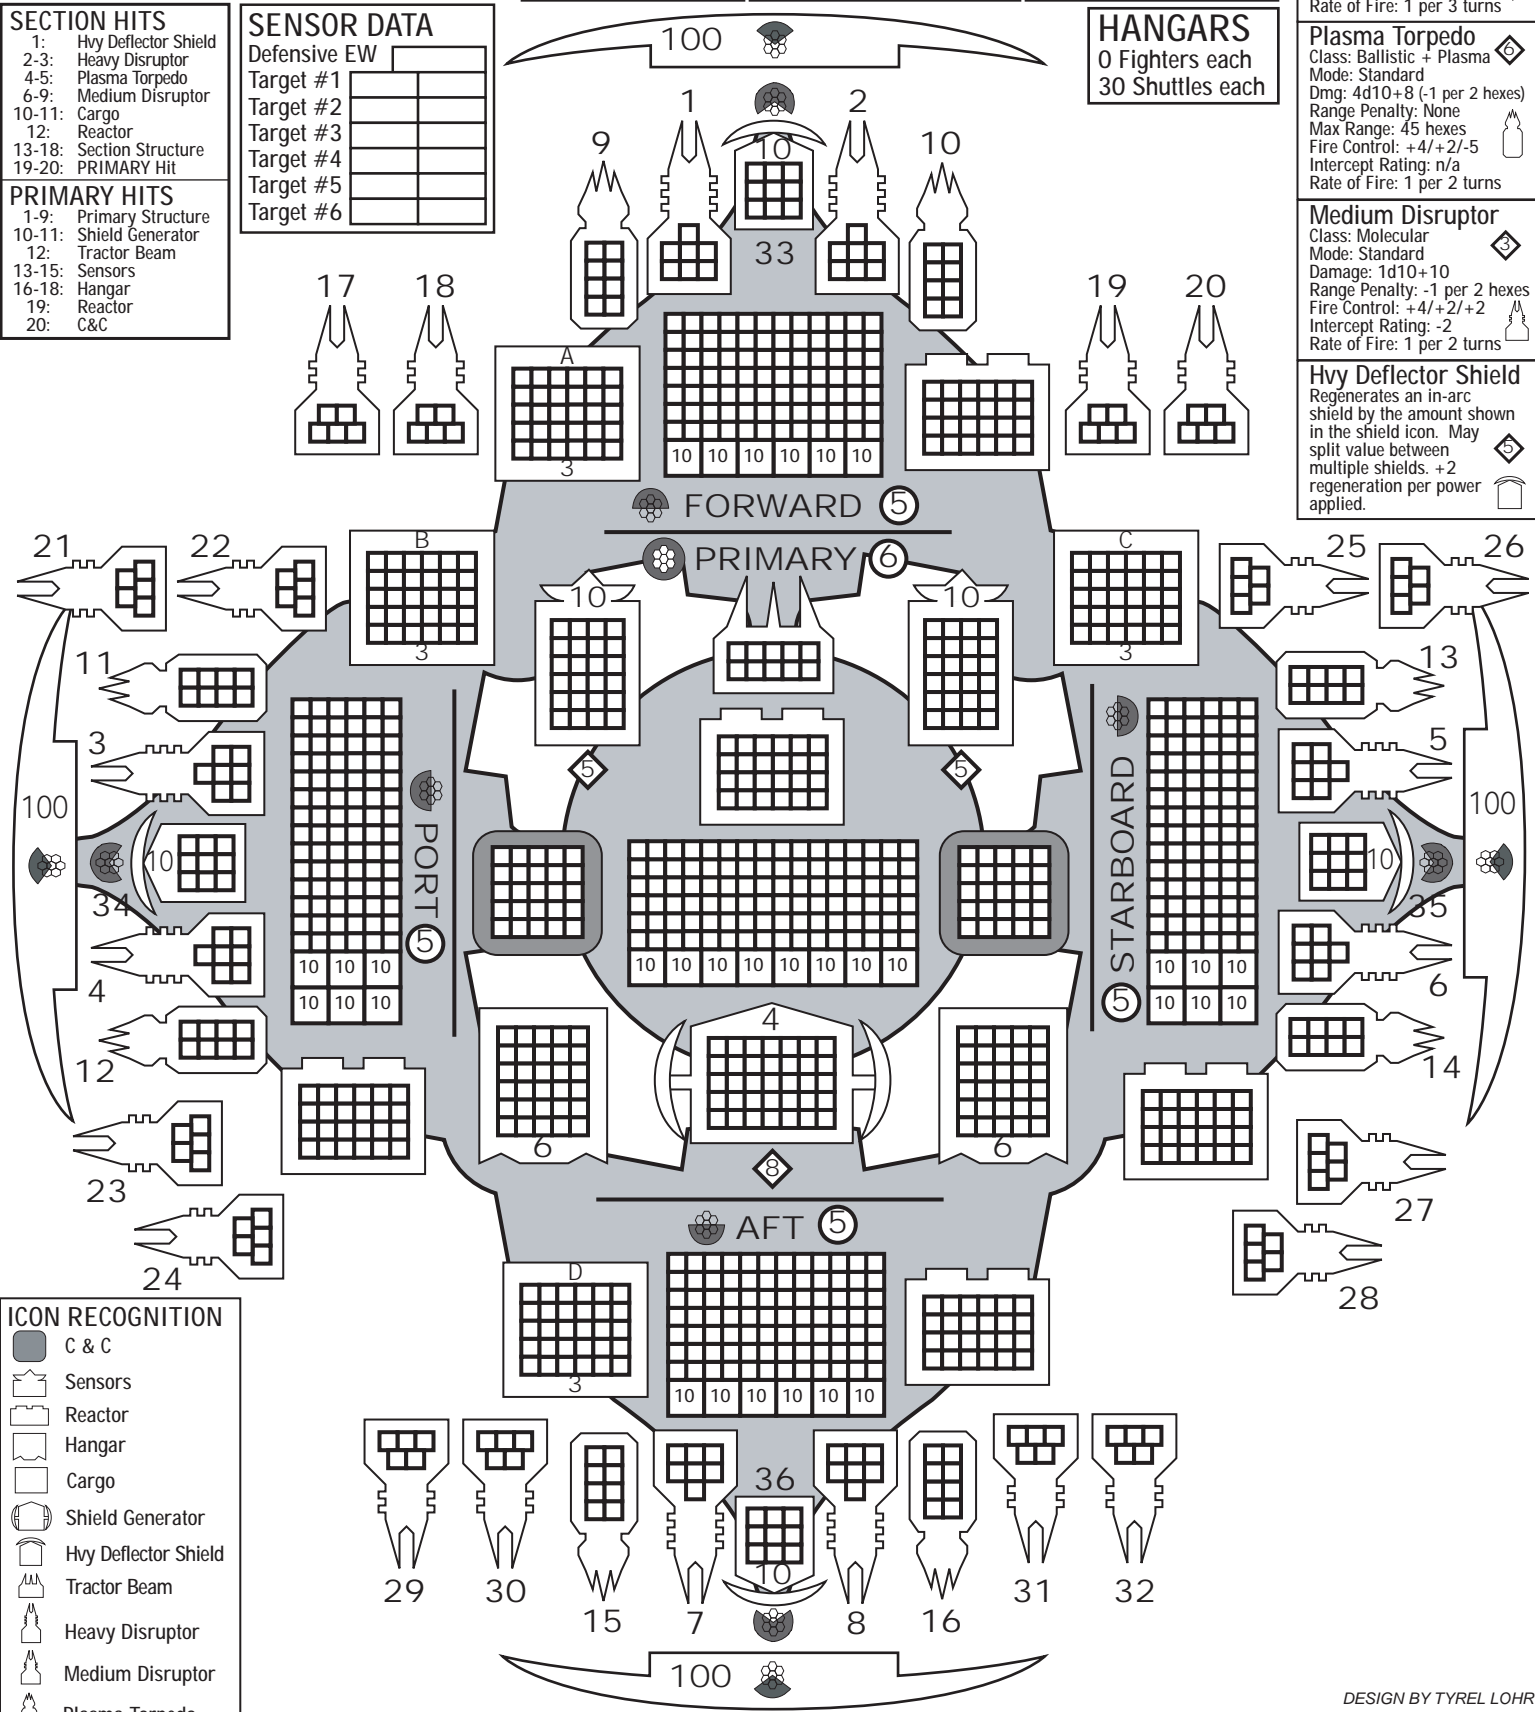 SECTION HITS
1: Hvy Deflector Shield
2-3: Heavy Disruptor
4-5: Plasma Torpedo
6-9: Medium Disruptor
10-11: Cargo
12: Reactor
13-18: Section Structure
19-20: PRIMARY Hit
PRIMARY HITS
1-9: Primary Structure
10-11: Shield Generator
12: Tractor Beam
13-15: Sensors
16-18: Hangar
19: Reactor
20: C&C
SENSOR DATA
Defensive EW
Target #1
Target #2
Target #3
Target #4
Target #5
Target #6
100
HANGARS
0 Fighters each
30 Shuttles each
Rate of Fire: 1 per 3 turns
Plasma Torpedo
6
Class: Ballistic + Plasma
Mode: Standard
Dmg: 4d10+8 (-1 per 2 hexes)
Range Penalty: None
Max Range: 45 hexes
Fire Control: +4/+2/-5
Intercept Rating: n/a
Rate of Fire: 1 per 2 turns
Medium Disruptor
Class: Molecular
3
Mode: Standard
Damage: 1d10+10
Range Penalty: -1 per 2 hexes
Fire Control: +4/+2/+2
Intercept Rating: -2
Rate of Fire: 1 per 2 turns
Hvy Deflector Shield
Regenerates an in-arc
shield by the amount shown
in the shield icon. May
split value between
5
multiple shields. +2
regeneration per power
applied.
9 1 10 2 10
33
17 18 19 20
A
3
10 10 10 10 10 10
FORWARD 5
PRIMARY 6
21 22 B C 25 26
10 10
3 3
11 13
3 5
5 5
100 PORT STARBOARD 100
10 10
34 35
5 5
10 10 10
10 10 10
10 10 10 10 10 10 10 10
10 10 10
10 10 10
4 6
12 14
4
6 6
8
23 27
24 28
AFT 5
D
3
10 10 10 10 10 10
36
10
29 30 15 7 8 16 31 32
100
ICON RECOGNITION
C & C
Sensors
Reactor
Hangar
Cargo
Shield Generator
Hvy Deflector Shield
Tractor Beam
Heavy Disruptor
Medium Disruptor
Plasma Torpedo
DESIGN BY TYREL LOHR